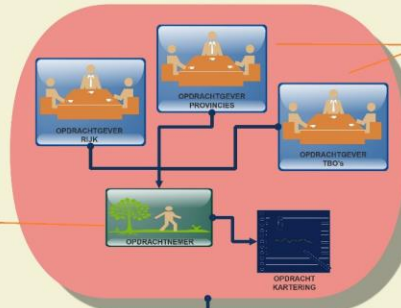 OPDRACHTGEVER
PROVINCIES
OPDRACHTGEVER
RIJK
OPDRACHTGEVER
TBO's
OPDRACHTNEMER
OPDRACHT
KARTERING